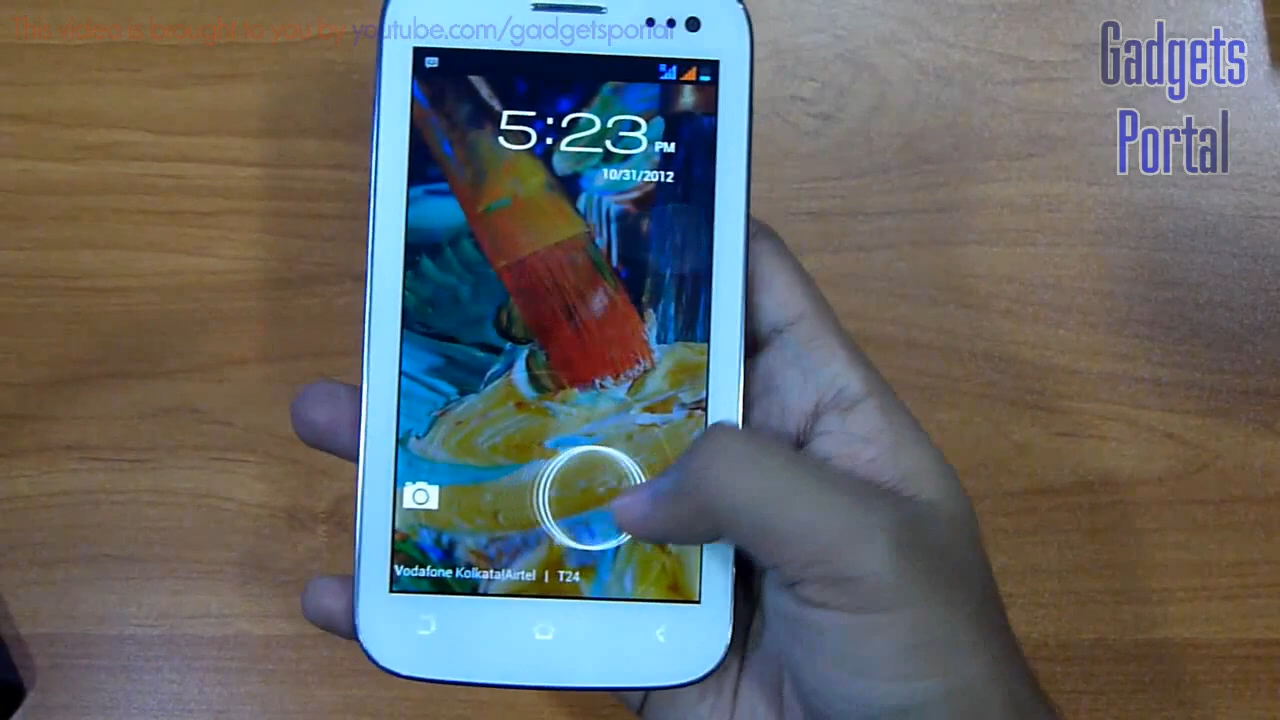 This video is brought to you by youtube.com/gadgetsportal
Gadgets
Portal
5:23 PM
10/31/2012
Vodafone Kolkata|Airtel | T24